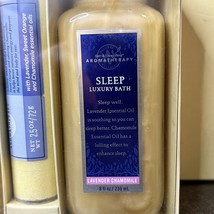 AROMATHERAPY
SLEEP
LUXURY BATH
Sleep well.
Lavender Essential Oil
is soothing so you can
sleep better. Chamomile
Essential Oil has a
lulling effect to
enhance sleep.
LAVENDER CHAMOMILE
8 fl oz / 236 mL
with Lavender, Sweet Orange
and Chamomile essential oils